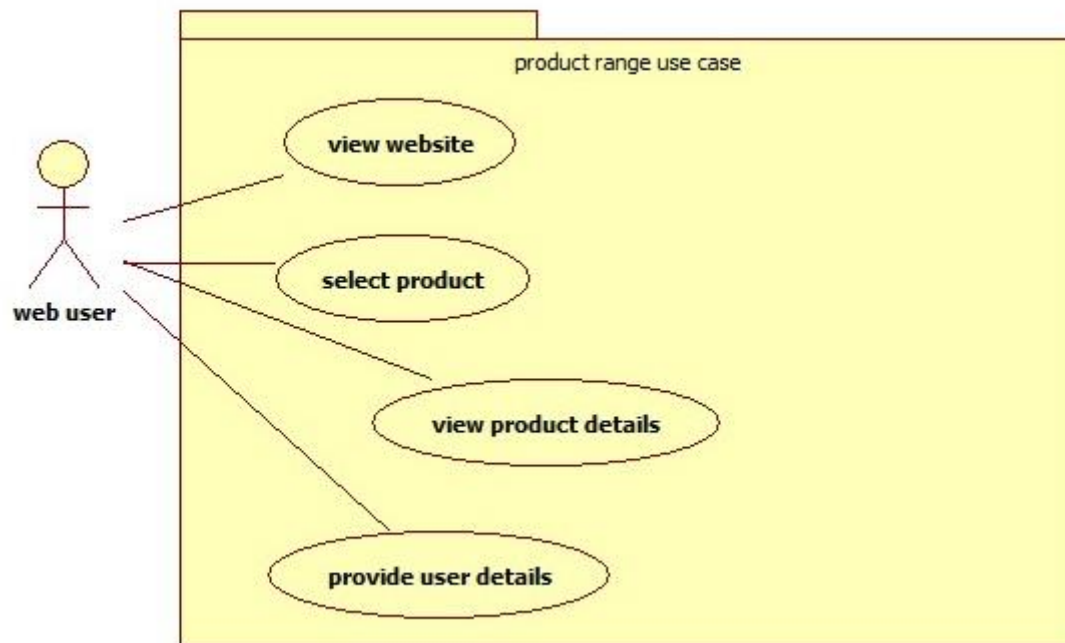 product range use case
view website
select product
web user
view product details
provide user details